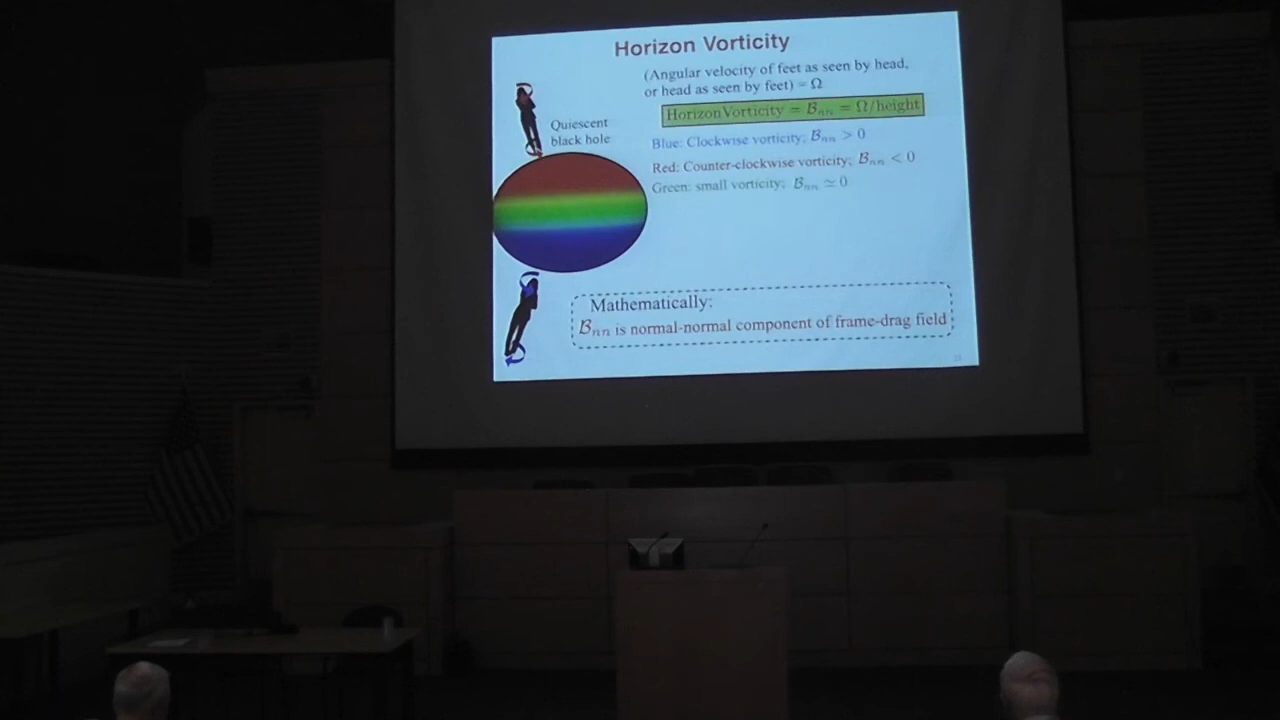 Horizon Vorticity
(Angular velocity of feet as seen by head,
or head as seen by feet) = Ω
Horizon Vorticity = Bₙₙ = Ω/height
Quiescent
black hole
Blue: Clockwise vorticity; Bₙₙ > 0
Red: Counter-clockwise vorticity; Bₙₙ < 0
Green: small vorticity; Bₙₙ ≃ 0
Mathematically:
Bₙₙ is normal-normal component of frame-drag field